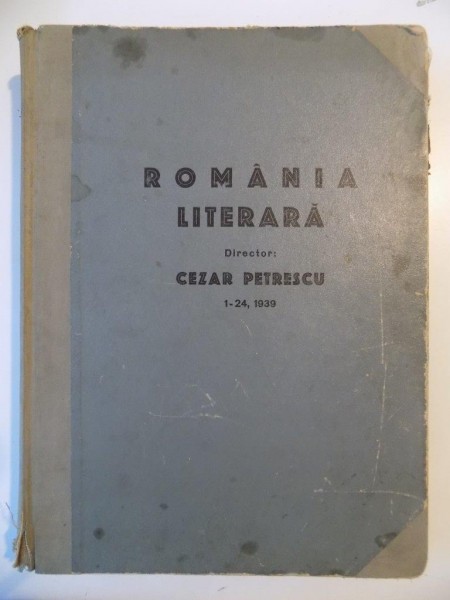 ROMÂNIA
LITERARĂ
Director:
CEZAR PETRESCU
1-24, 1939